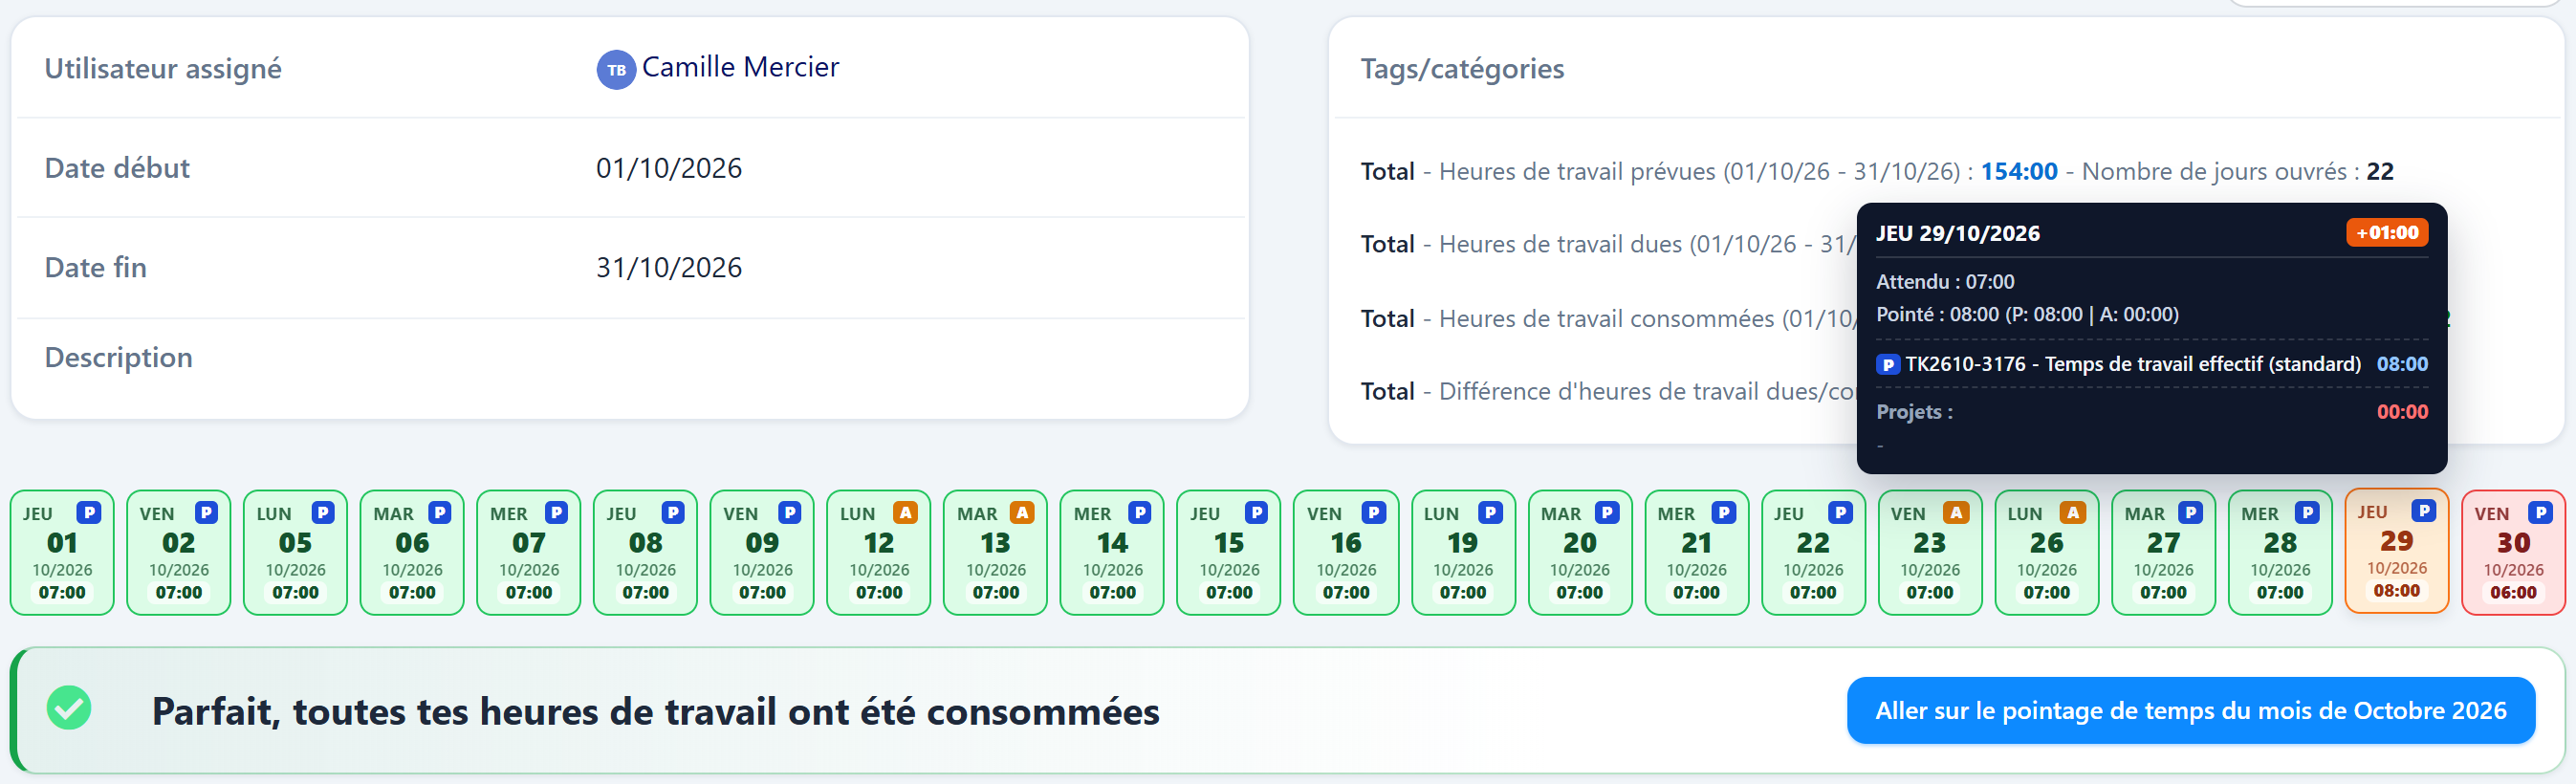 Utilisateur assigné
TB Camille Mercier
Date début
01/10/2026
Date fin
31/10/2026
Description
Tags/catégories
Total - Heures de travail prévues (01/10/26 - 31/10/26) : 154:00 - Nombre de jours ouvrés : 22
Total - Heures de travail dues (01/10/26 - 31/
Total - Heures de travail consommées (01/10/
Total - Différence d'heures de travail dues/co
JEU 29/10/2026 +01:00
Attendu : 07:00
Pointé : 08:00 (P: 08:00 | A: 00:00)
P TK2610-3176 - Temps de travail effectif (standard) 08:00
Projets : 00:00
-
JEU P
01
10/2026
07:00
VEN P
02
10/2026
07:00
LUN P
05
10/2026
07:00
MAR P
06
10/2026
07:00
MER P
07
10/2026
07:00
JEU P
08
10/2026
07:00
VEN P
09
10/2026
07:00
LUN A
12
10/2026
07:00
MAR A
13
10/2026
07:00
MER P
14
10/2026
07:00
JEU P
15
10/2026
07:00
VEN P
16
10/2026
07:00
LUN P
19
10/2026
07:00
MAR P
20
10/2026
07:00
MER P
21
10/2026
07:00
JEU P
22
10/2026
07:00
VEN A
23
10/2026
07:00
LUN A
26
10/2026
07:00
MAR P
27
10/2026
07:00
MER P
28
10/2026
07:00
JEU P
29
10/2026
08:00
VEN P
30
10/2026
06:00
Parfait, toutes tes heures de travail ont été consommées
Aller sur le pointage de temps du mois de Octobre 2026